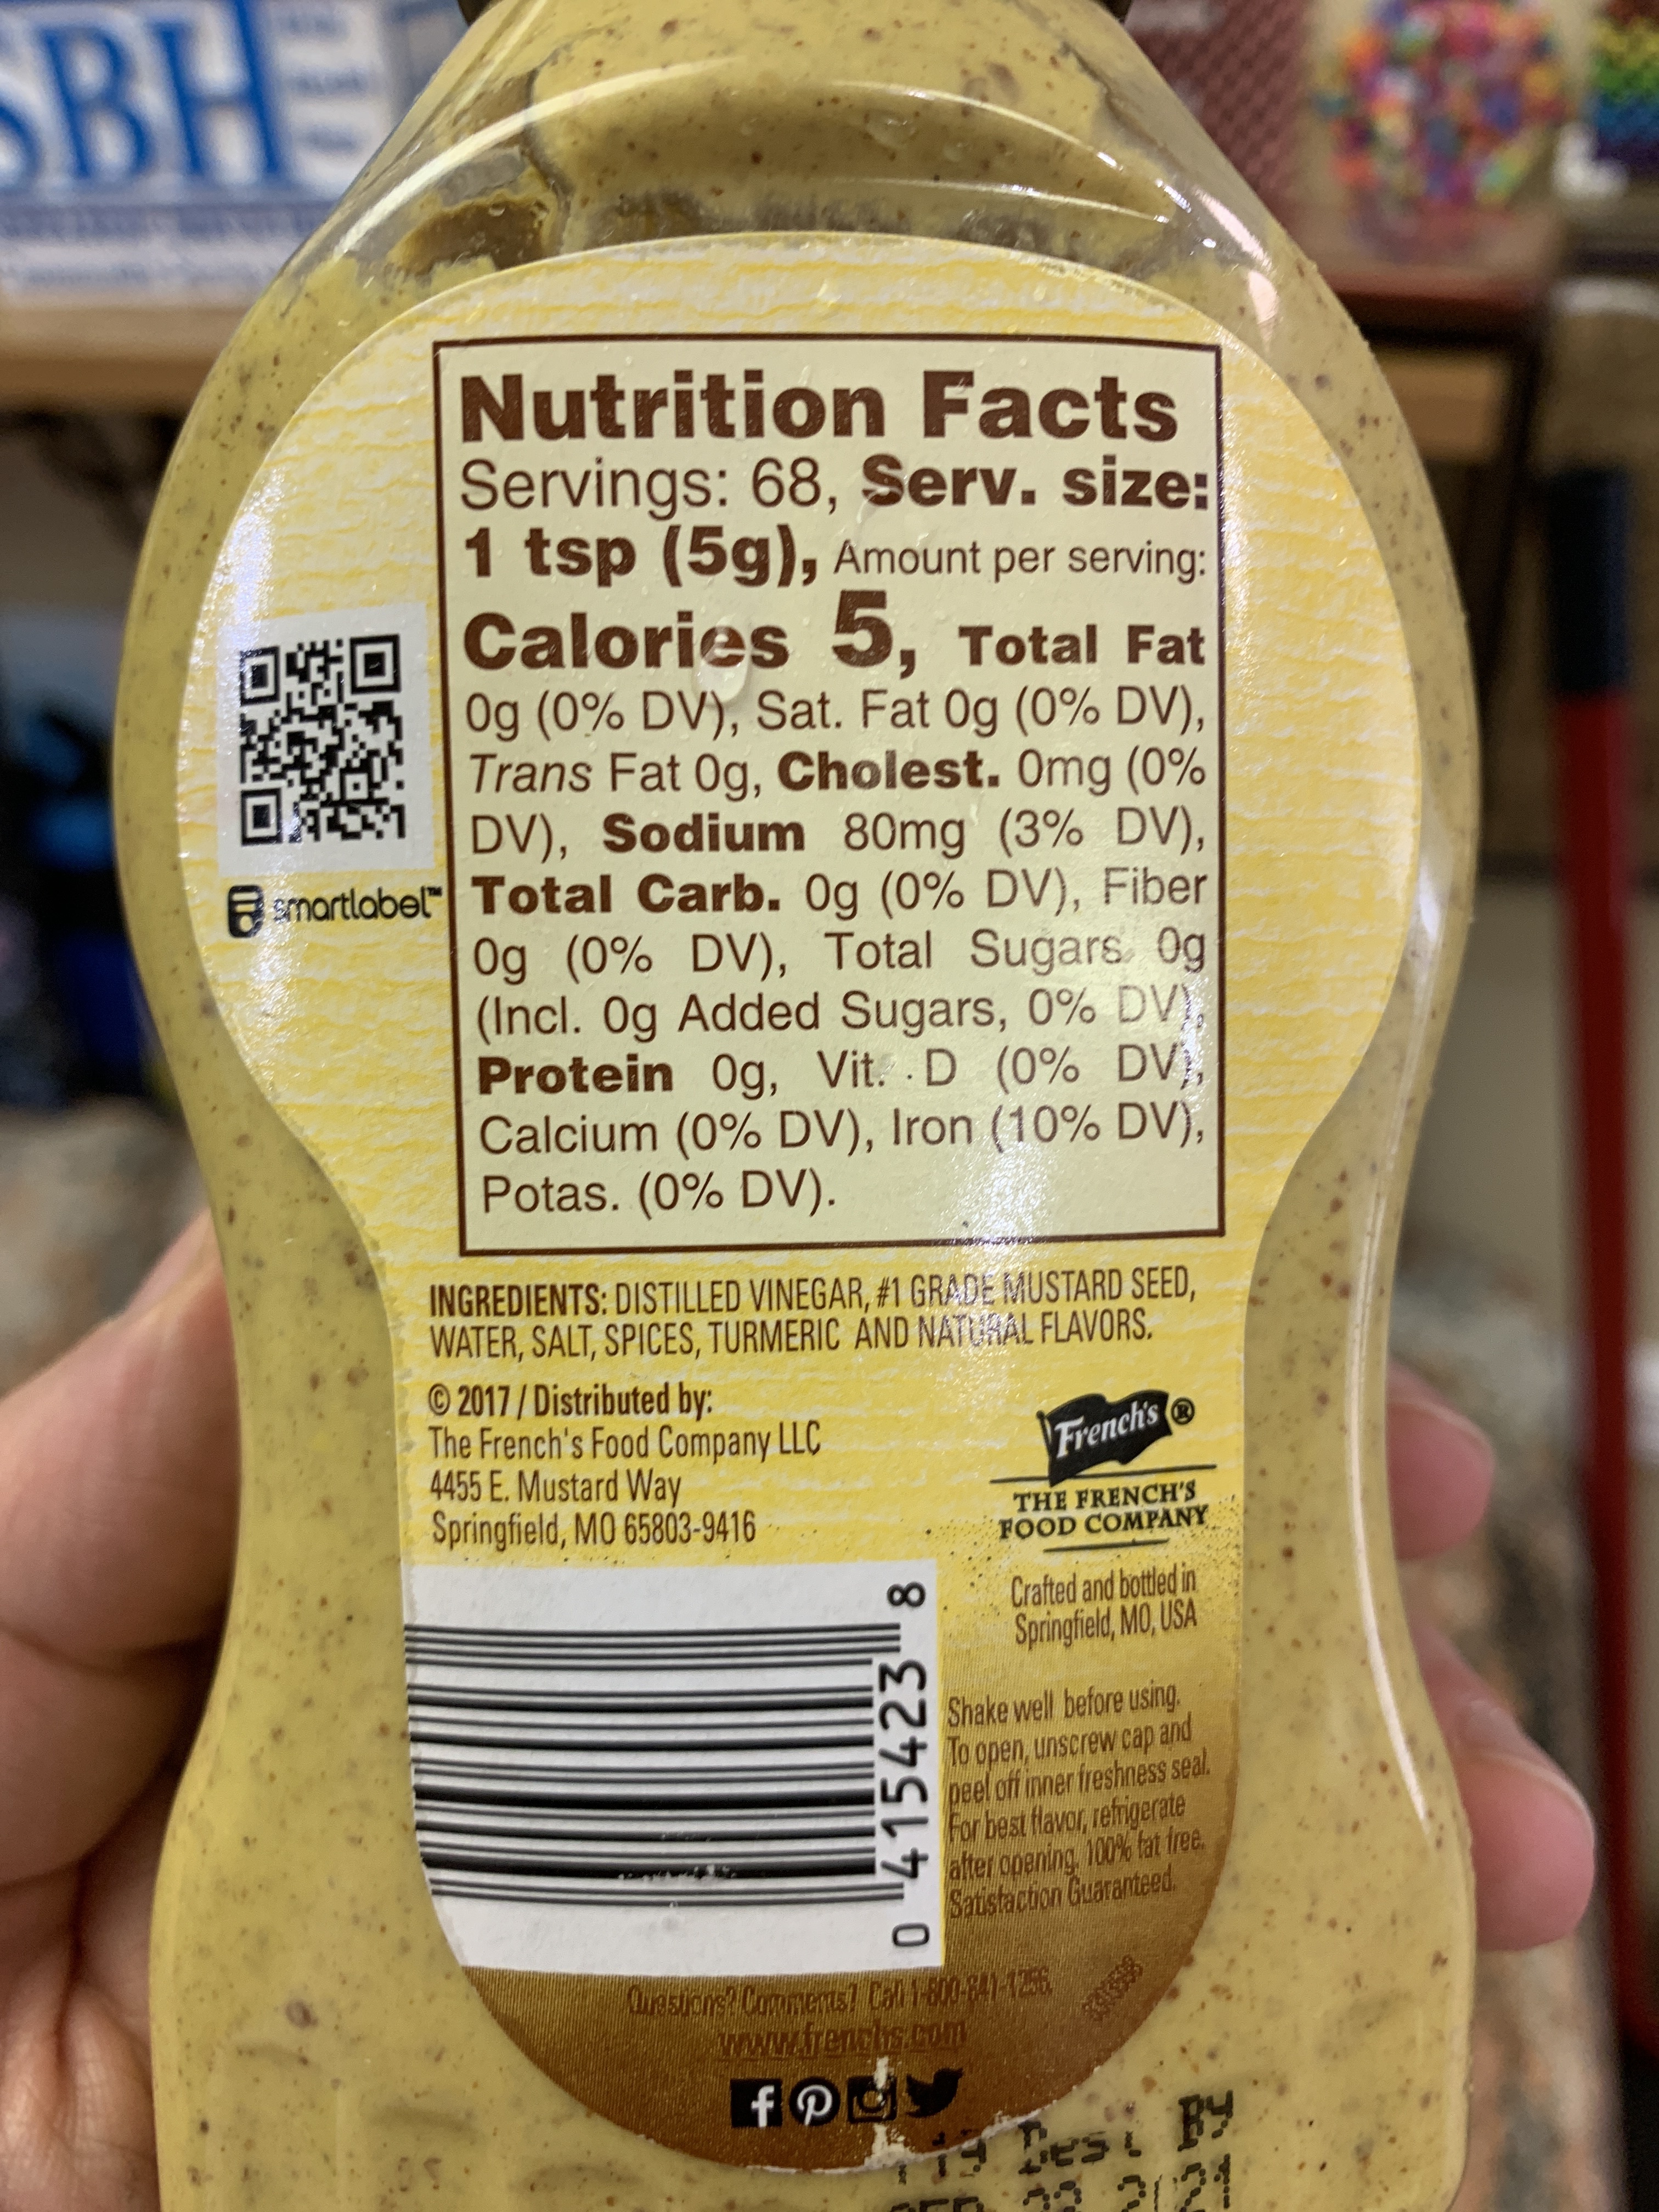 SBH
Nutrition Facts
Servings: 68, Serv. size:
1 tsp (5g), Amount per serving:
Calories 5, Total Fat
0g (0% DV), Sat. Fat 0g (0% DV),
Trans Fat 0g, Cholest. 0mg (0%
DV), Sodium 80mg (3% DV),
Total Carb. 0g (0% DV), Fiber
0g (0% DV), Total Sugars 0g
(Incl. 0g Added Sugars, 0% DV),
Protein 0g, Vit. D (0% DV),
Calcium (0% DV), Iron (10% DV),
Potas. (0% DV).
smartlabel™
INGREDIENTS: DISTILLED VINEGAR, #1 GRADE MUSTARD SEED,
WATER, SALT, SPICES, TURMERIC AND NATURAL FLAVORS.
© 2017 / Distributed by:
The French's Food Company LLC
4455 E. Mustard Way
Springfield, MO 65803-9416
French's®
THE FRENCH'S
FOOD COMPANY
Crafted and bottled in
Springfield, MO, USA
Shake well before using.
To open, unscrew cap and
peel off inner freshness seal.
For best flavor, refrigerate
after opening. 100% fat free.
Satisfaction Guaranteed.
0 415423 8
Questions? Comments? Call 1-800-841-1256.
www.frenchs.com